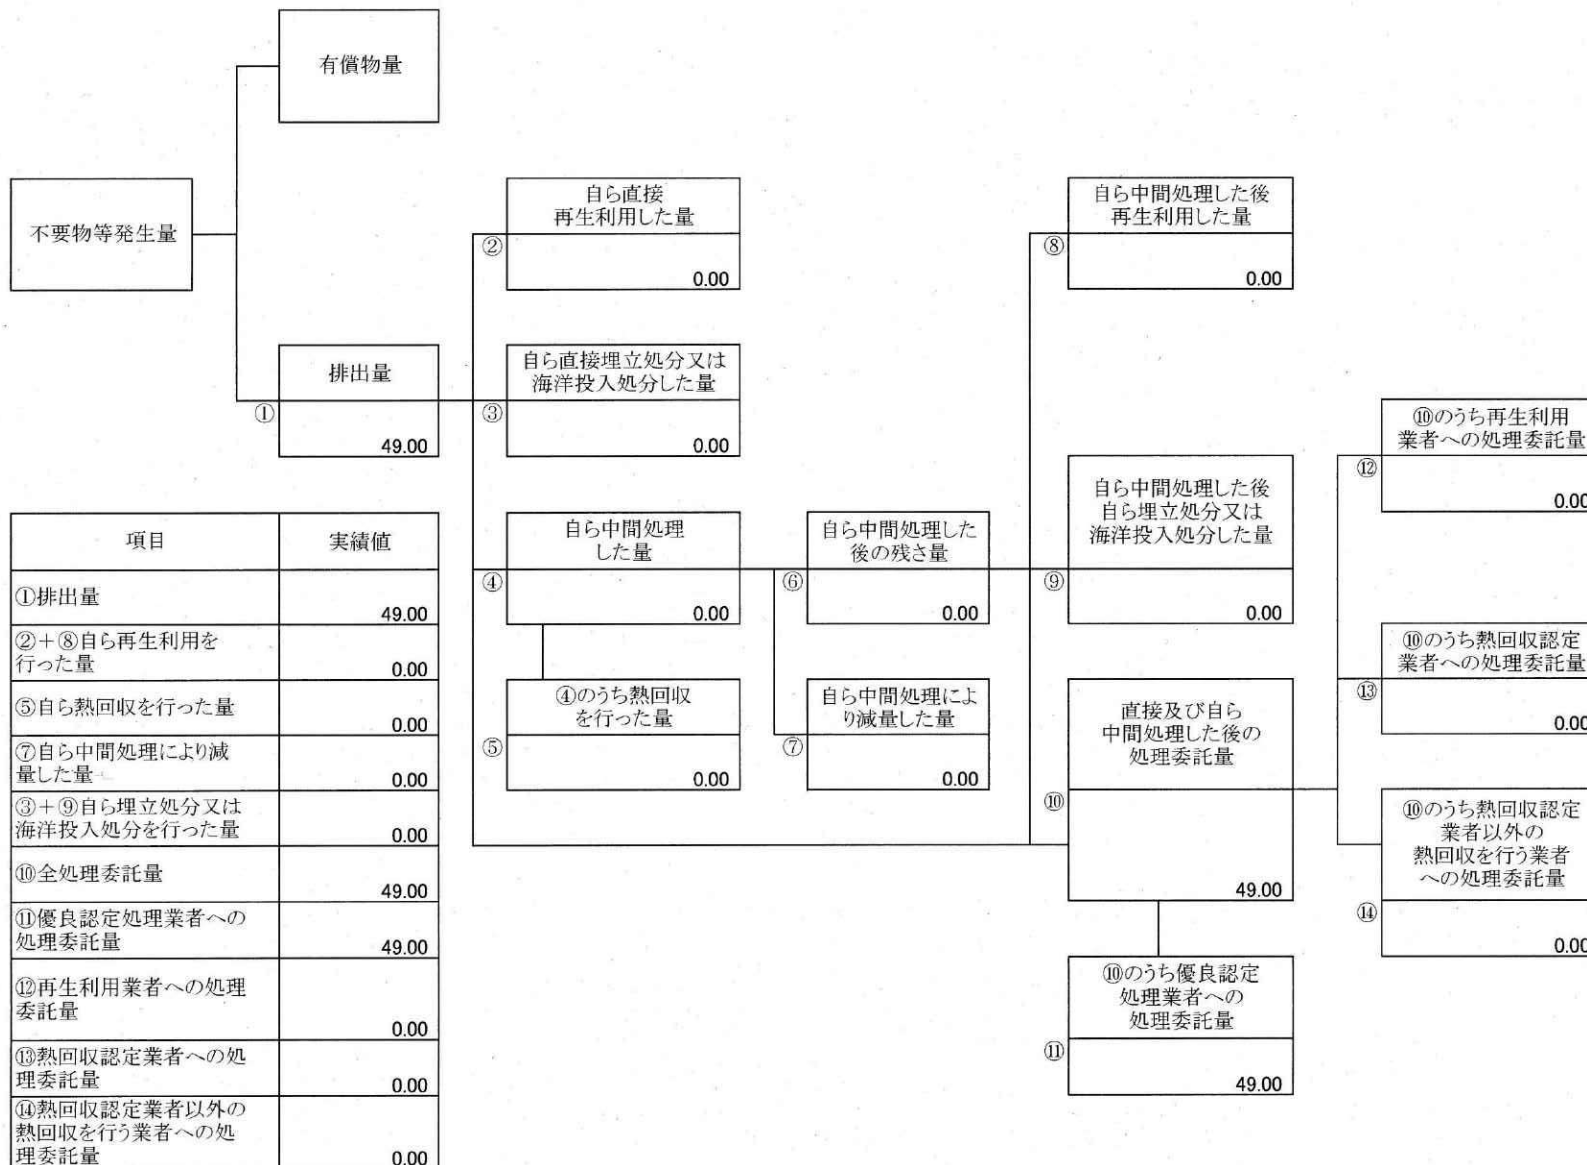 有償物量
不要物等発生量
自ら直接
再生利用した量
②
0.00
自ら中間処理した後
再生利用した量
⑧
0.00
排出量
①
49.00
自ら直接埋立処分又は
海洋投入処分した量
③
0.00
⑩のうち再生利用
業者への処理委託量
⑫
0.00
自ら中間処理
した量
④
0.00
自ら中間処理した
後の残さ量
⑥
0.00
自ら中間処理した後
自ら埋立処分又は
海洋投入処分した量
⑨
0.00
⑩のうち熱回収認定
業者への処理委託量
⑬
0.00
④のうち熱回収
を行った量
⑤
0.00
自ら中間処理によ
り減量した量
⑦
0.00
直接及び自ら
中間処理した後の
処理委託量
⑩
49.00
⑩のうち熱回収認定
業者以外の
熱回収を行う業者
への処理委託量
⑭
0.00
⑩のうち優良認定
処理業者への
処理委託量
⑪
49.00
項目 実績値
①排出量
49.00
②+⑧自ら再生利用を
行った量 0.00
⑤自ら熱回収を行った量
0.00
⑦自ら中間処理により減
量した量 0.00
③+⑨自ら埋立処分又は
海洋投入処分を行った量 0.00
⑩全処理委託量
49.00
⑪優良認定処理業者への
処理委託量 49.00
⑫再生利用業者への処理
委託量
0.00
⑬熱回収認定業者への処
理委託量 0.00
⑭熱回収認定業者以外の
熱回収を行う業者への処
理委託量 0.00